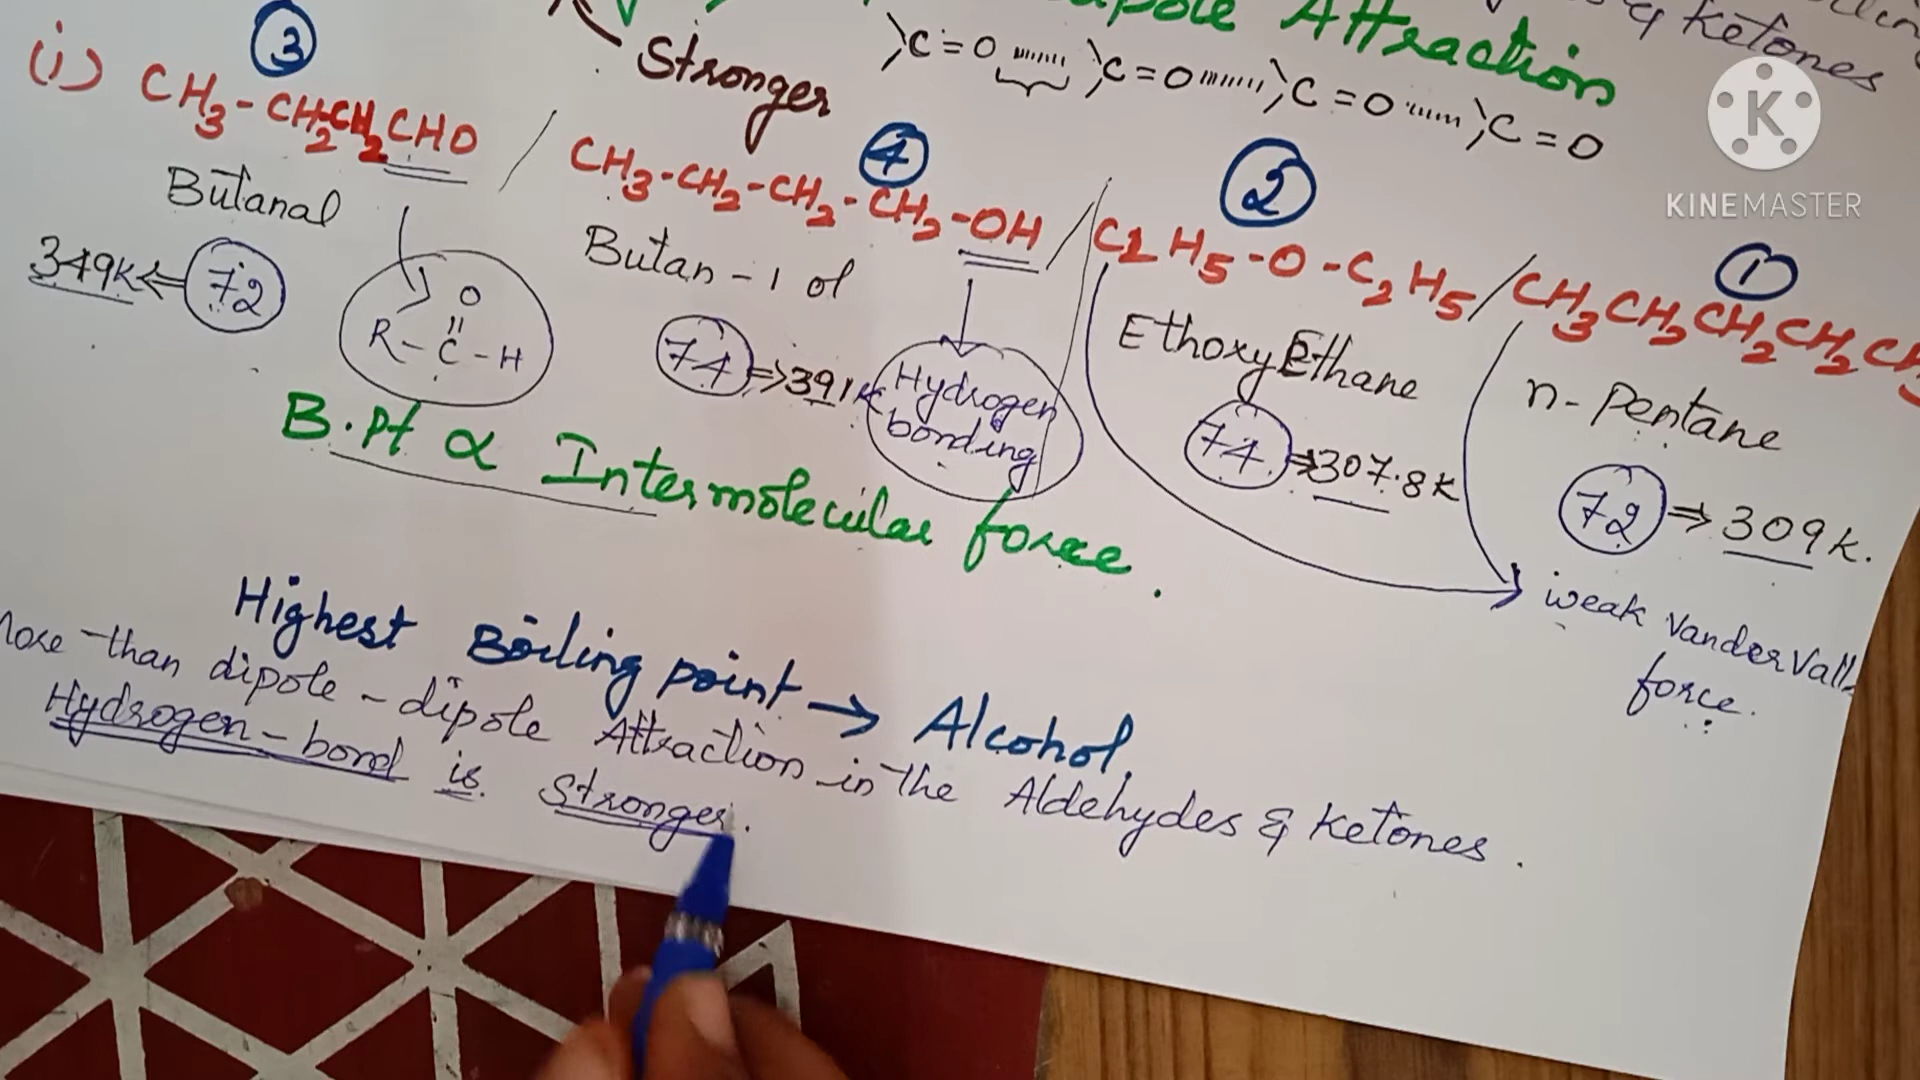 & Ketones
dipole Attraction
C=O C=O C=O C=O
Stronger
K
KINEMASTER
(i) CH3-CH2CH2CHO / CH3-CH2-CH2-CH2-OH / C2H5-O-C2H5 / CH3CH2CH2CH2CH3
3 4 2 1
Butanal Butan-1 ol Ethoxy Ethane n-Pentane
349K ⇐ 72 74 ⇒ 391K 74 ⇒ 307.8K 72 ⇒ 309K.
O
R-C-H
Hydrogen
bonding
B.Pt ∝ Intermolecular force.
weak Vander Valls
force.
Highest Boiling point → Alcohol,
More than dipole-dipole Attraction in the Aldehydes & Ketones.
Hydrogen-bond is Stronger.